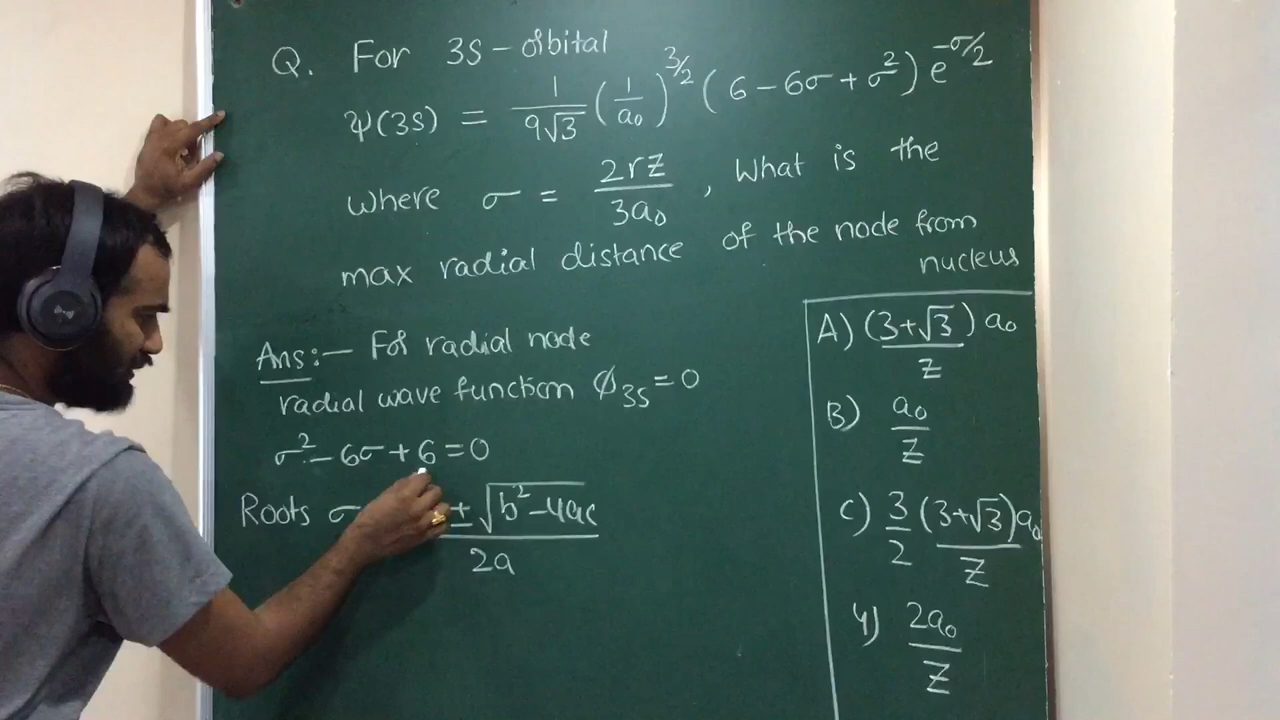 Q. For 3S-orbital
ψ(3S) = 1/9√3 (1/a₀)^3/2 (6-6σ+σ²) e^-σ/2
where σ = 2rZ/3a₀, What is the
max radial distance of the node from
nucleus
Ans:- For radial node
radial wave function ϕ₃S = 0
σ²-6σ+6=0
Roots σ ± √b²-4ac / 2a
A) (3+√3)a₀/Z
B) a₀/Z
C) 3/2 (3+√3)a₀/Z
4) 2a₀/Z